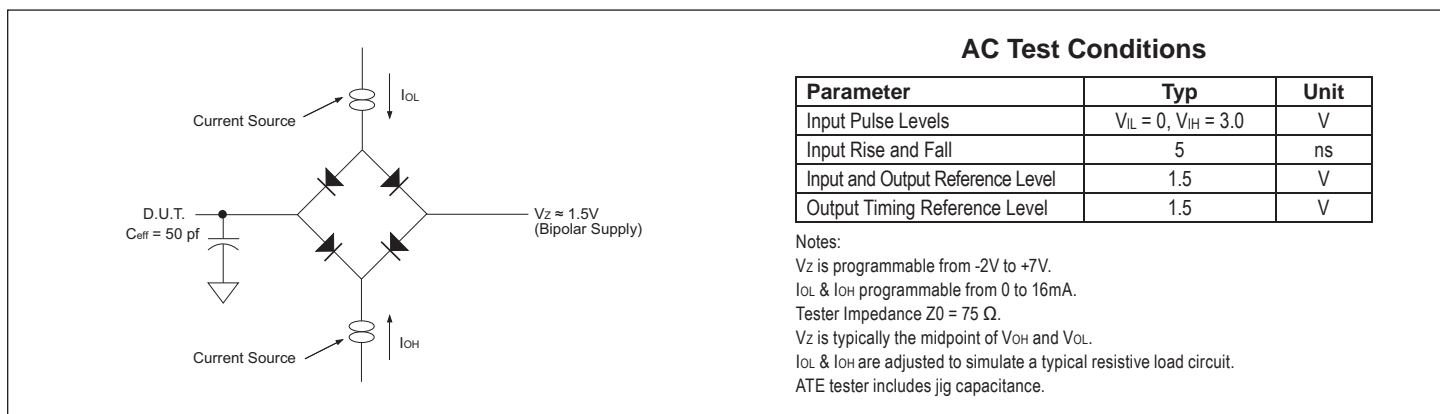 Current Source
IOL
D.U.T.
Ceff = 50 pf
VZ ≈ 1.5V
(Bipolar Supply)
IOH
Current Source
AC Test Conditions
Parameter Typ Unit
Input Pulse Levels VIL = 0, VIH = 3.0 V
Input Rise and Fall 5 ns
Input and Output Reference Level 1.5 V
Output Timing Reference Level 1.5 V
Notes:
VZ is programmable from -2V to +7V.
IOL & IOH programmable from 0 to 16mA.
Tester Impedance Z0 = 75 Ω.
VZ is typically the midpoint of VOH and VOL.
IOL & IOH are adjusted to simulate a typical resistive load circuit.
ATE tester includes jig capacitance.